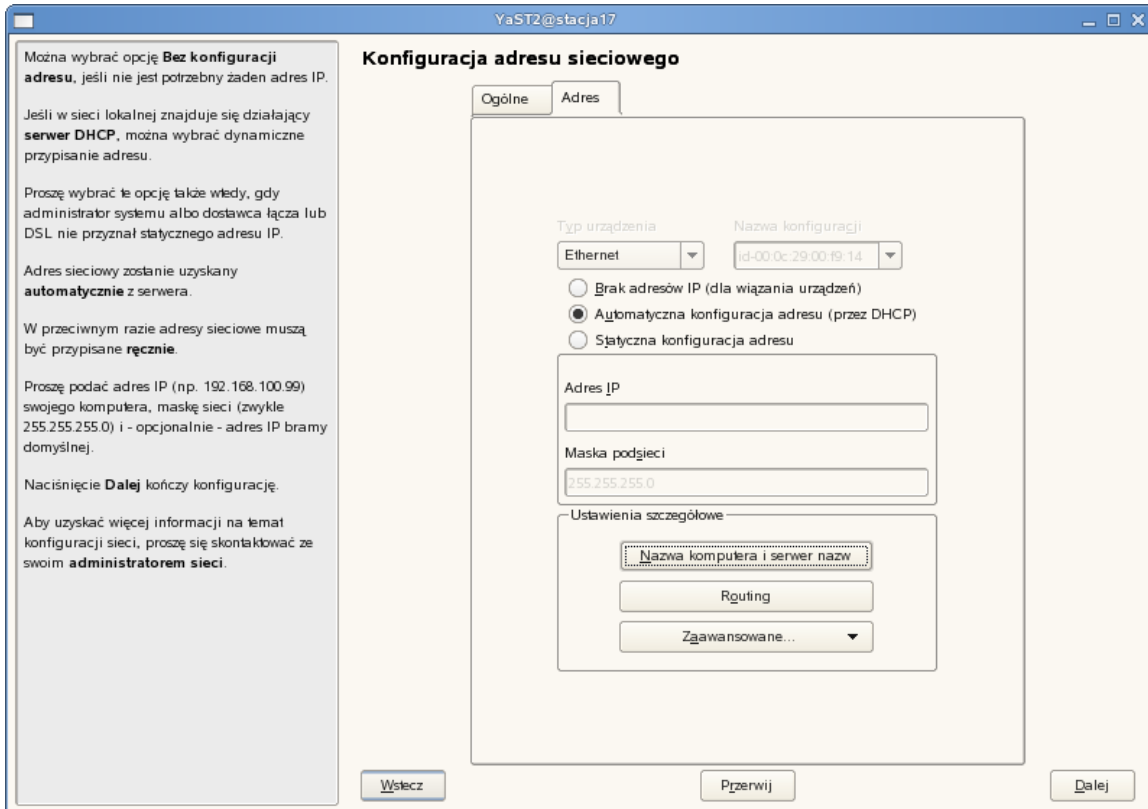 YaST2@stacja17
Można wybrać opcję Bez konfiguracji
adresu, jeśli nie jest potrzebny żaden adres IP.
Jeśli w sieci lokalnej znajduje się działający
serwer DHCP, można wybrać dynamiczne
przypisanie adresu.
Proszę wybrać te opcję także wtedy, gdy
administrator systemu albo dostawca łącza lub
DSL nie przyznał statycznego adresu IP.
Adres sieciowy zostanie uzyskany
automatycznie z serwera.
W przeciwnym razie adresy sieciowe muszą
być przypisane ręcznie.
Proszę podać adres IP (np. 192.168.100.99)
swojego komputera, maskę sieci (zwykle
255.255.255.0) i - opcjonalnie - adres IP bramy
domyślnej.
Naciśnięcie Dalej kończy konfigurację.
Aby uzyskać więcej informacji na temat
konfiguracji sieci, proszę się skontaktować ze
swoim administratorem sieci.
Konfiguracja adresu sieciowego
Ogólne Adres
Typ urządzenia Nazwa konfiguracji
Ethernet id-00:0c:29:00:f9:14
Brak adresów IP (dla wiązania urządzeń)
Automatyczna konfiguracja adresu (przez DHCP)
Statyczna konfiguracja adresu
Adres IP
Maska podsieci
255.255.255.0
Ustawienia szczegółowe
Nazwa komputera i serwer nazw
Routing
Zaawansowane...
Wstecz Przerwij Dalej